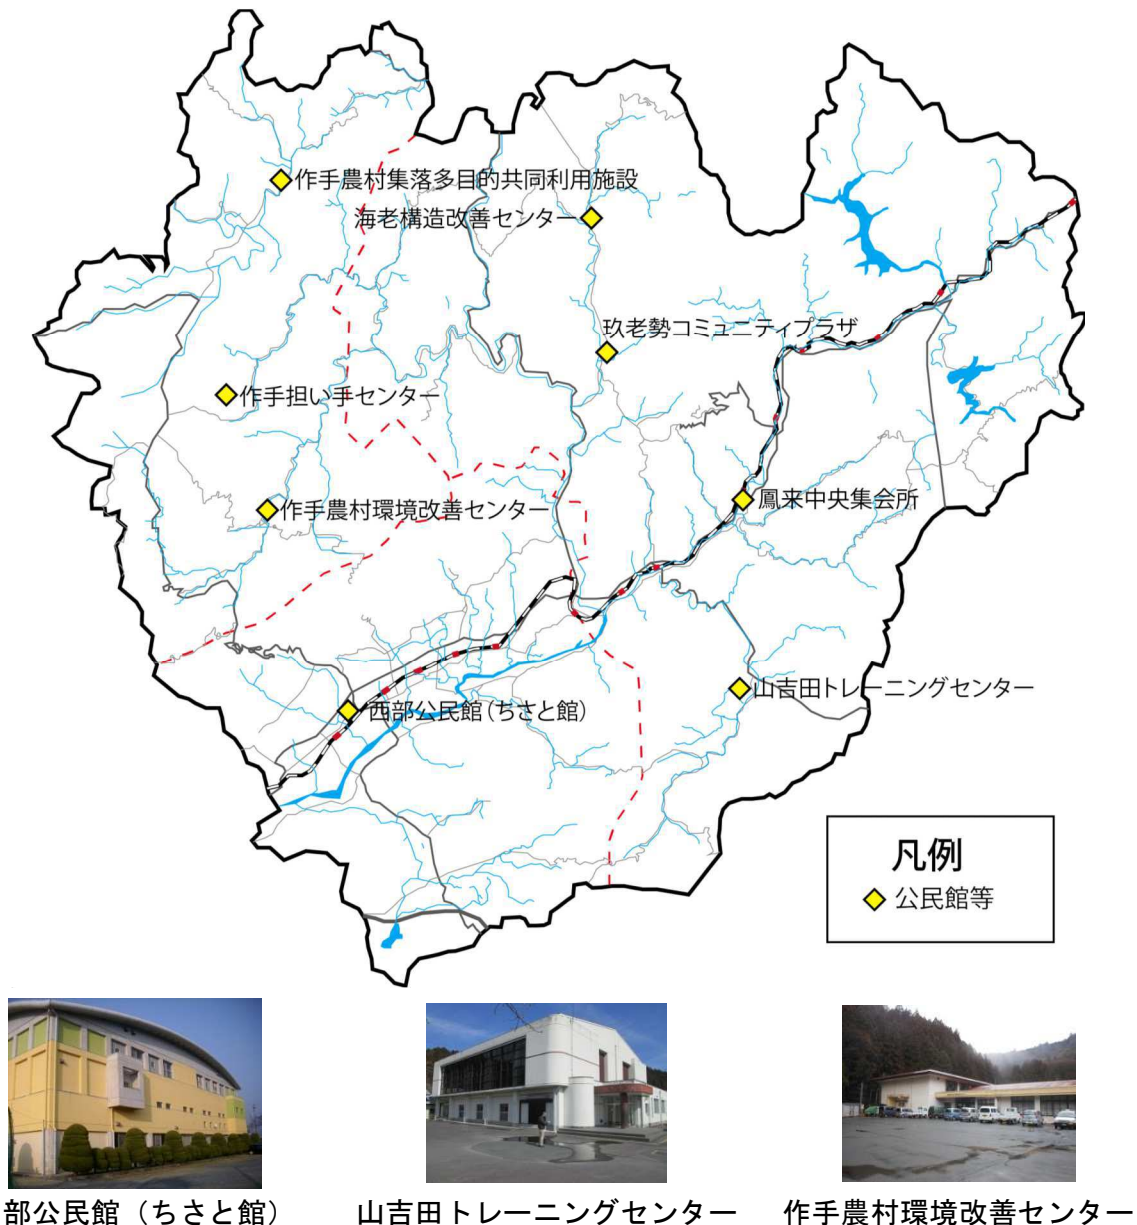 作手農村集落多目的共同利用施設
海老構造改善センター
玖老勢コミュニティプラザ
作手担い手センター
鳳来中央集会所
作手農村環境改善センター
山吉田トレーニングセンター
西部公民館(ちさと館)
凡例
公民館等
部公民館（ちさと館）
山吉田トレーニングセンター
作手農村環境改善センター